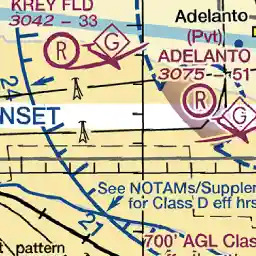 KREY FLD
3042 - 33
Adelanto
(Pvt)
R
G
ADELANTO
3075 - 51
R
G
NSET
See NOTAMs/Supplem
for Class D eff hrs
21
700' AGL Clas
t pattern